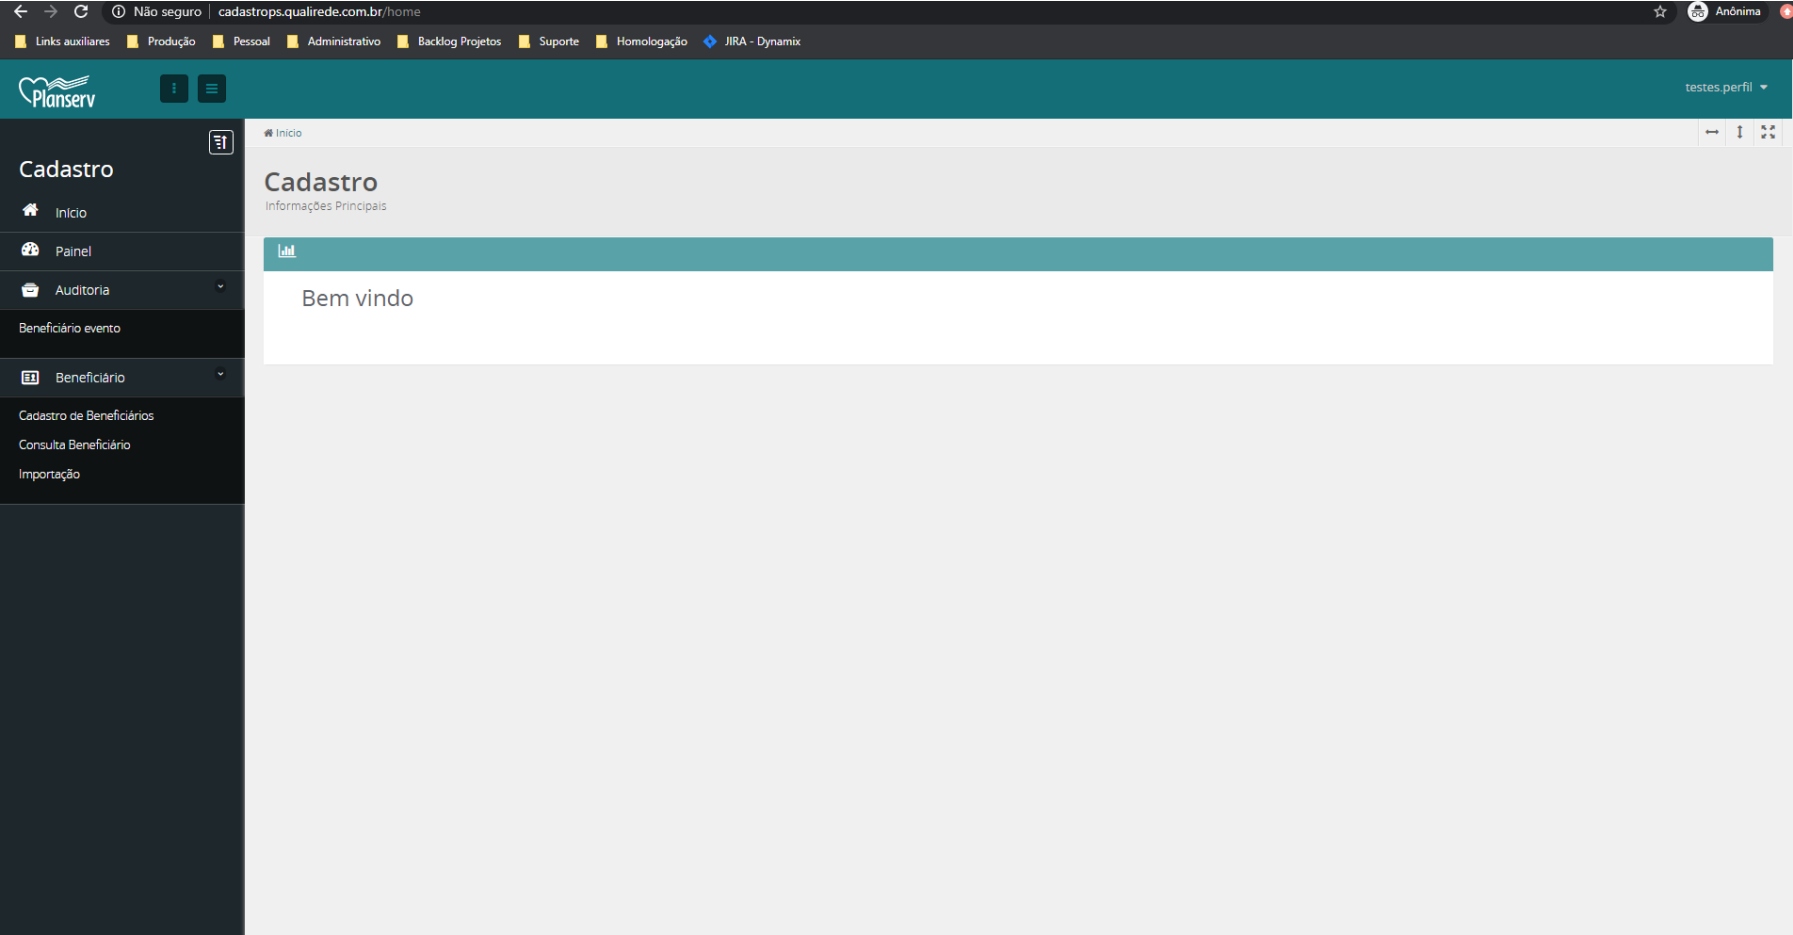 Não seguro | cadastrops.qualirede.com.br/home
Anônima
Links auxiliares Produção Pessoal Administrativo Backlog Projetos Suporte Homologação JIRA - Dynamix
Planserv
testes.perfil
Início
Cadastro
Cadastro
Informações Principais
Início
Painel
Bem vindo
Auditoria
Beneficiário evento
Beneficiário
Cadastro de Beneficiários
Consulta Beneficiário
Importação